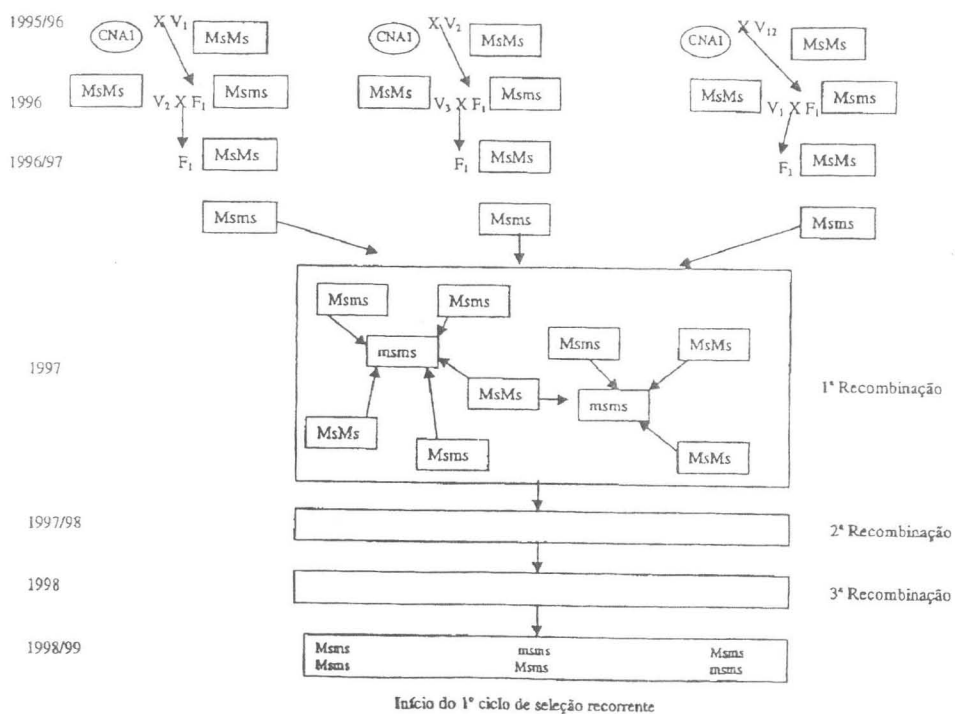 1995/96 CNA1 X V₁ MsMs CNA1 X V₂ MsMs CNA1 X V₁₂ MsMs
1996 MsMs V₂ X F₁ Msms MsMs V₃ X F₁ Msms MsMs V₁ X F₁ Msms
1996/97 F₁ MsMs F₁ MsMs F₁ MsMs
Msms Msms Msms
Msms Msms
Msms MsMs
1997 msms 1ª Recombinação
MsMs msms
MsMs Msms MsMs
1997/98 2ª Recombinação
1998 3ª Recombinação
1998/99 Msms msms Msms
Msms Msms msms
Início do 1º ciclo de seleção recorrente